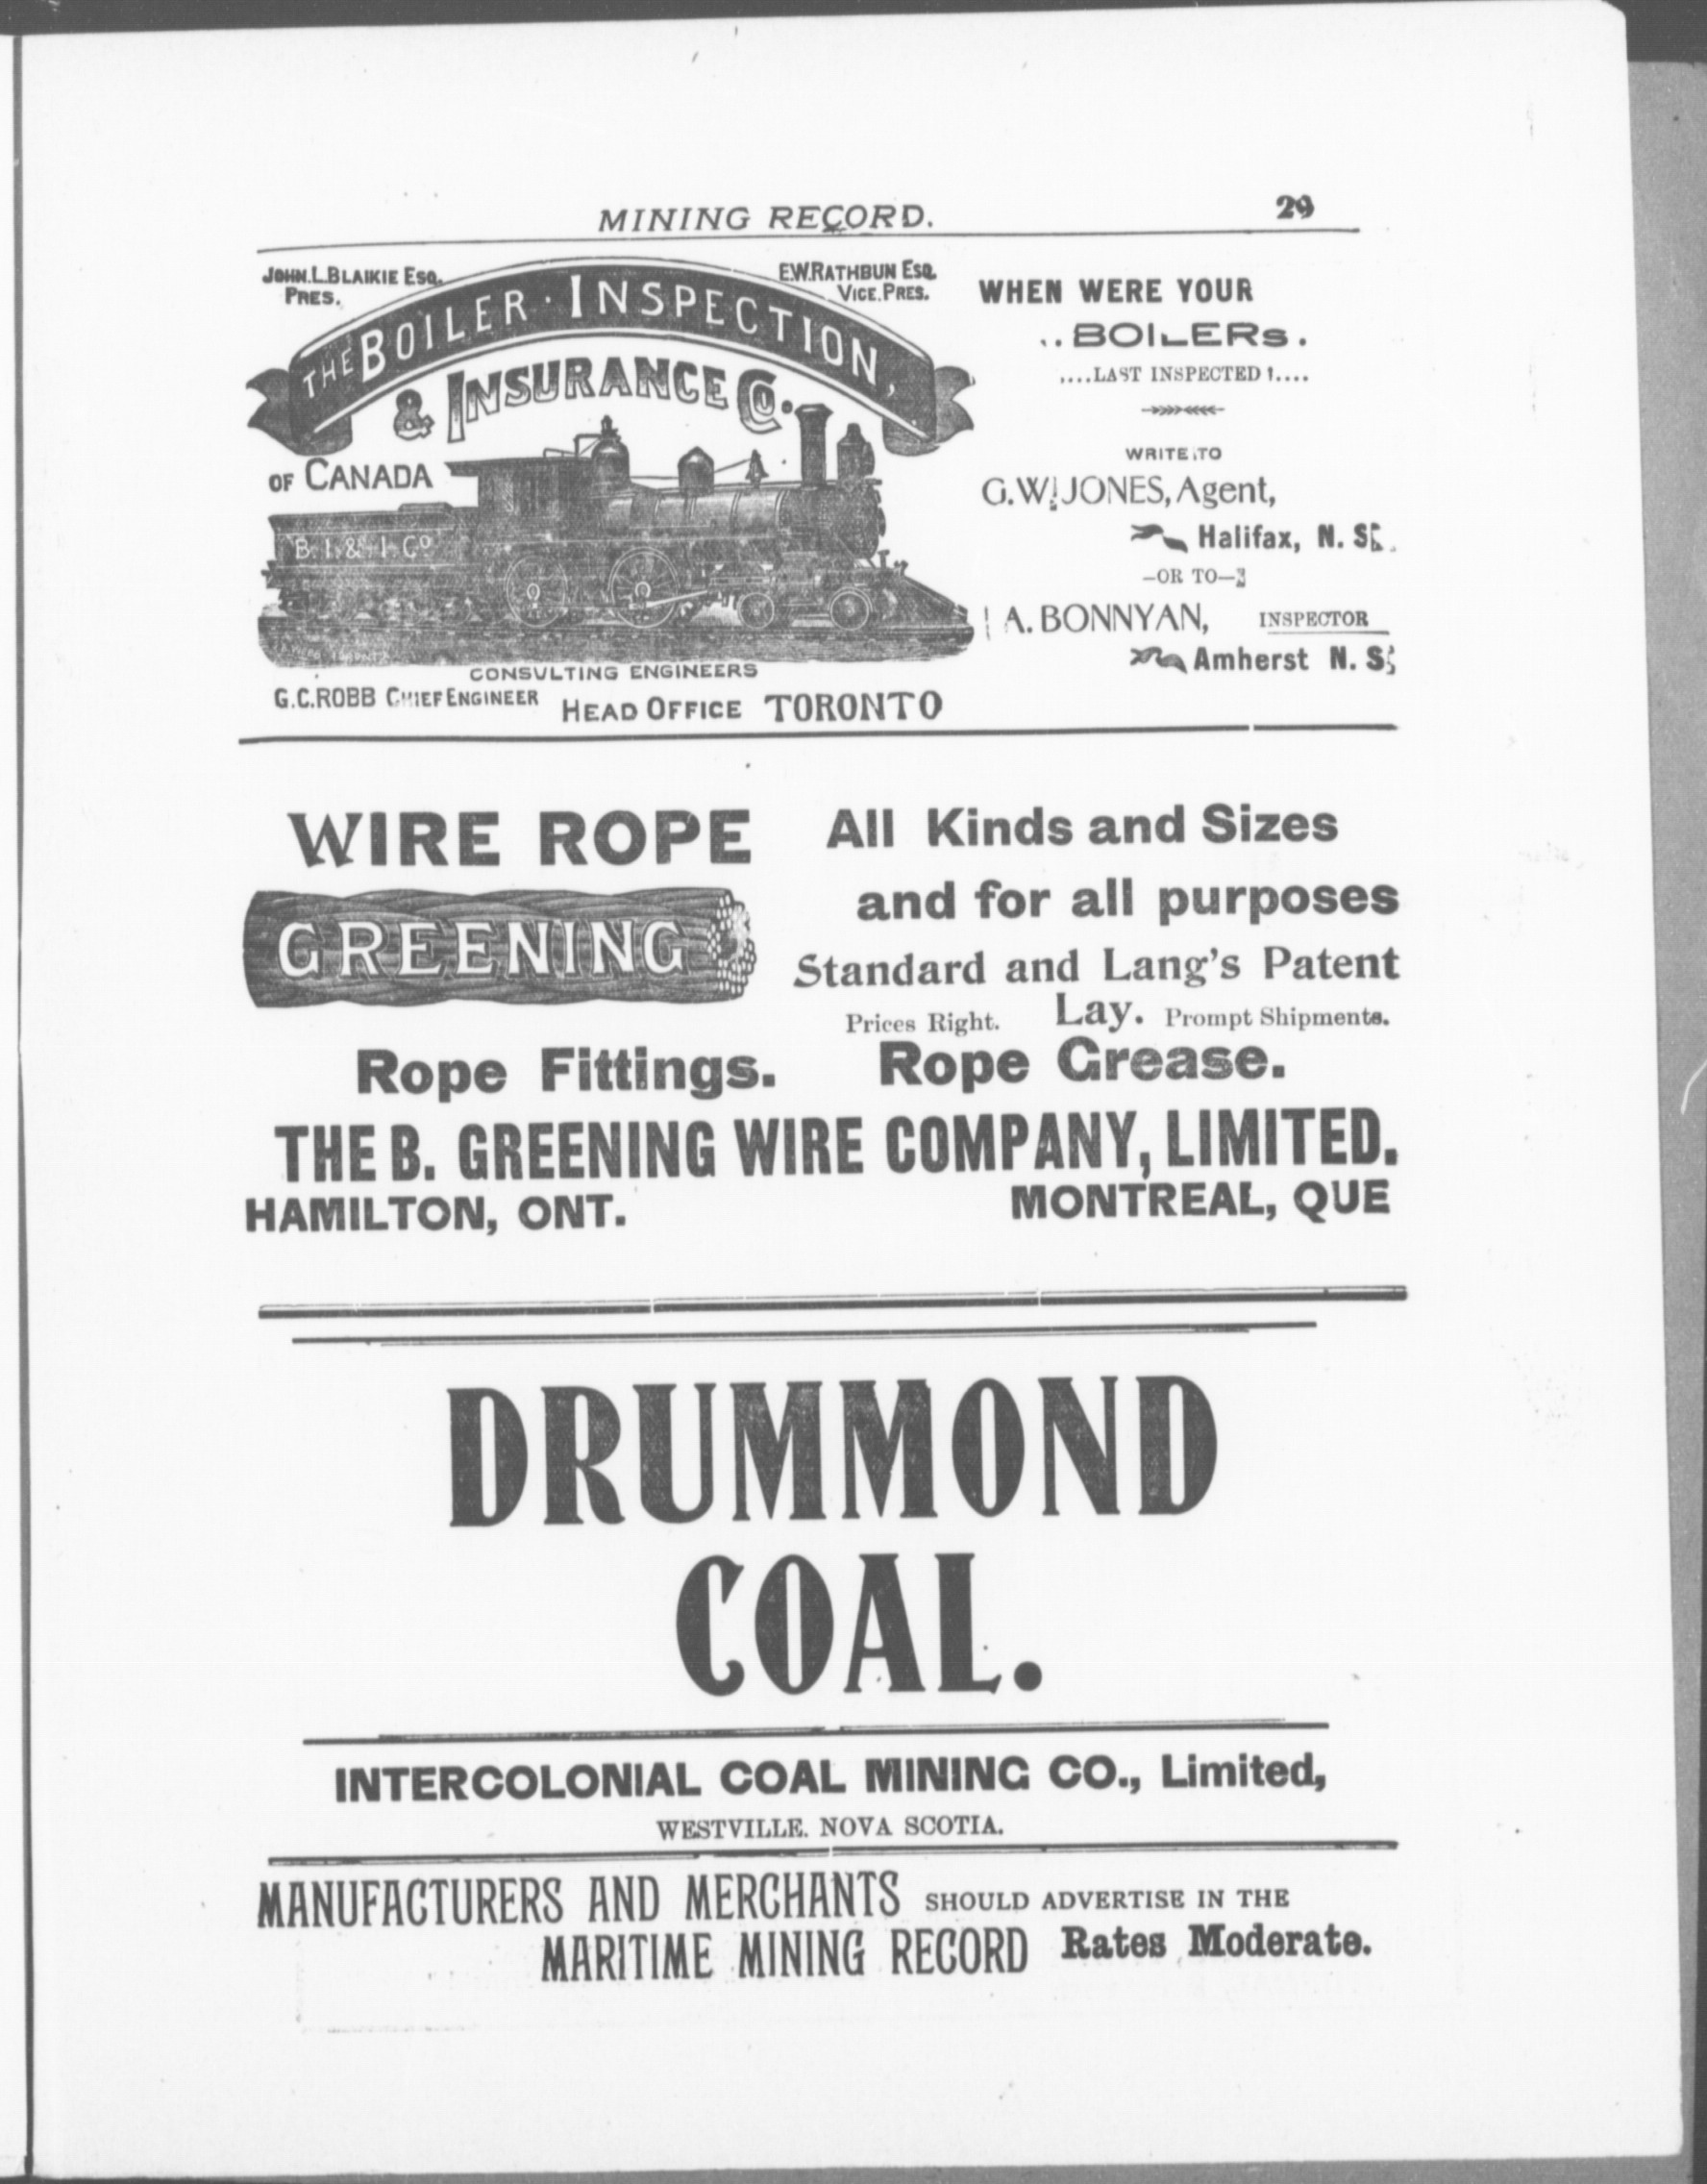 MINING RECORD. 29
JOHN.L.BLAIKIE ESQ.
PRES.
E.W.RATHBUN ESQ.
VICE.PRES.
THE BOILER · INSPECTION,
& INSURANCE CO.
OF CANADA
B. I. & I. CO
CONSULTING ENGINEERS
G.C.ROBB CHIEF ENGINEER
HEAD OFFICE TORONTO
WHEN WERE YOUR
..BOILERS.
....LAST INSPECTED ?....
WRITE TO
G.W. JONES, Agent,
Halifax, N. S.
—OR TO—
A. BONNYAN, INSPECTOR
Amherst N. S.
WIRE ROPE
GREENING
All Kinds and Sizes
and for all purposes
Standard and Lang's Patent
Prices Right. Lay. Prompt Shipments.
Rope Fittings. Rope Grease.
THE B. GREENING WIRE COMPANY, LIMITED.
HAMILTON, ONT. MONTREAL, QUE
DRUMMOND
COAL.
INTERCOLONIAL COAL MINING CO., Limited,
WESTVILLE. NOVA SCOTIA.
MANUFACTURERS AND MERCHANTS SHOULD ADVERTISE IN THE
MARITIME MINING RECORD Rates Moderate.